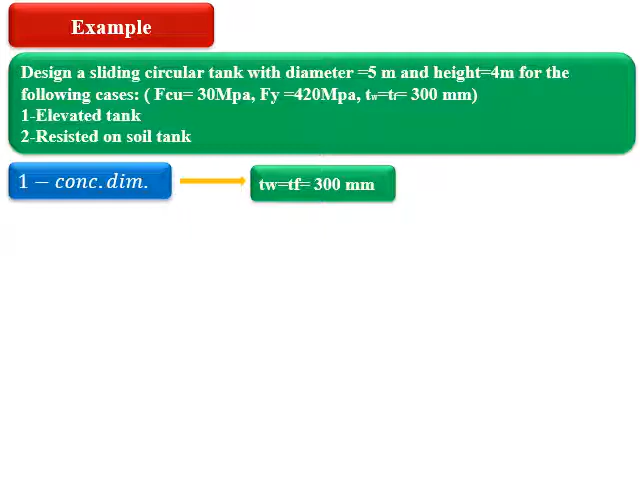 Example
Design a sliding circular tank with diameter =5 m and height=4m for the
following cases: ( Fcu= 30Mpa, Fy =420Mpa, tw=tf= 300 mm)
1-Elevated tank
2-Resisted on soil tank
1 − conc. dim.
tw=tf= 300 mm